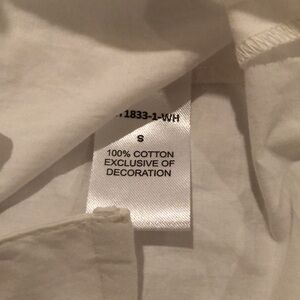 1833-1-WH
S
100% COTTON
EXCLUSIVE OF
DECORATION